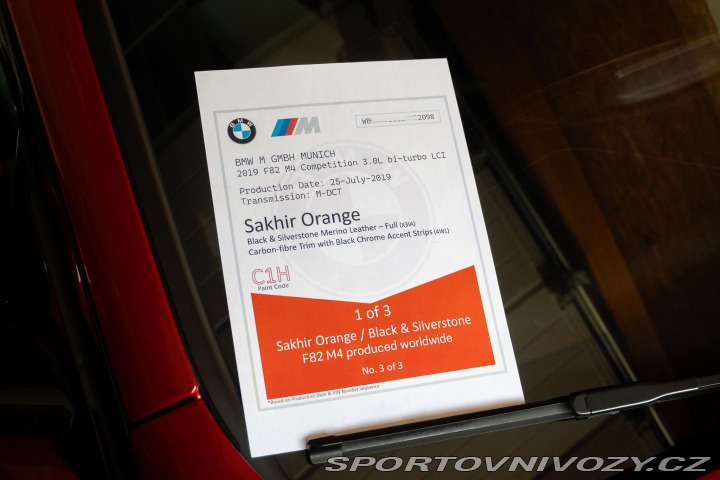 BMW
M
2098
BMW M GMBH MUNICH
2019 F82 M4 Competition 3.0L bi-turbo LCI
Production Date: 25-July-2019
Transmission: M-DCT
Sakhir Orange
Black & Silverstone Merino Leather – Full (X3IA)
Carbon-fibre Trim with Black Chrome Accent Strips (4WL)
C1H
Paint Code
1 of 3
Sakhir Orange / Black & Silverstone
F82 M4 produced worldwide
No. 3 of 3
*Based on Production Date & VIN Number sequence
SPORTOVNIVOZY.CZ